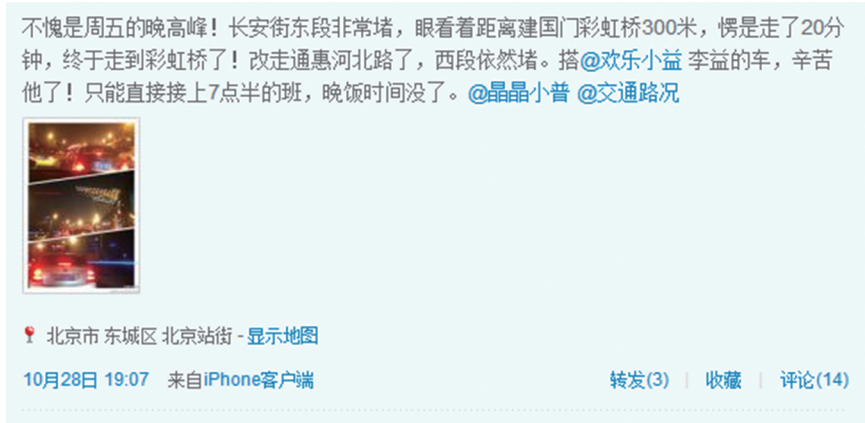 不愧是周五的晚高峰！长安街东段非常堵，眼看着距离建国门彩虹桥300米，愣是走了20分
钟，终于走到彩虹桥了！改走通惠河北路了，西段依然堵。搭@欢乐小益 李益的车，辛苦
他了！只能直接接上7点半的班，晚饭时间没了。@晶晶小普 @交通路况
北京市 东城区 北京站街 - 显示地图
10月28日 19:07 来自iPhone客户端 转发(3) | 收藏 | 评论(14)